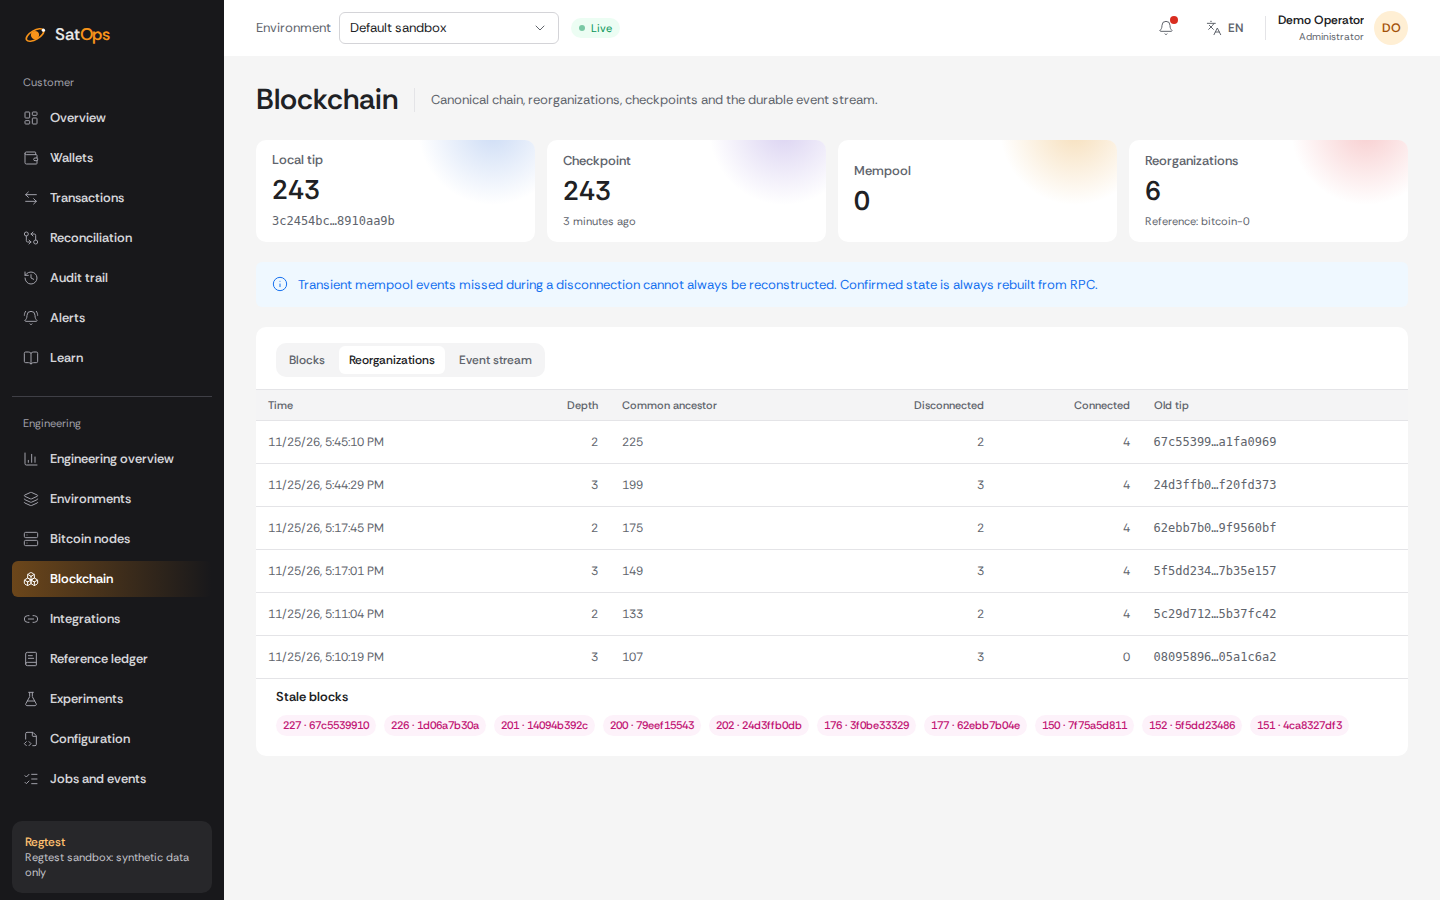 SatOps
Customer
Overview
Wallets
Transactions
Reconciliation
Audit trail
Alerts
Learn
Engineering
Engineering overview
Environments
Bitcoin nodes
Blockchain
Integrations
Reference ledger
Experiments
Configuration
Jobs and events
Regtest
Regtest sandbox: synthetic data
only
Environment Default sandbox Live
EN
Demo Operator
Administrator
DO
Blockchain Canonical chain, reorganizations, checkpoints and the durable event stream.
Local tip
243
3c2454bc…8910aa9b
Checkpoint
243
3 minutes ago
Mempool
0
Reorganizations
6
Reference: bitcoin-0
Transient mempool events missed during a disconnection cannot always be reconstructed. Confirmed state is always rebuilt from RPC.
Blocks Reorganizations Event stream
Time Depth Common ancestor Disconnected Connected Old tip
11/25/26, 5:45:10 PM 2 225 2 4 67c55399…a1fa0969
11/25/26, 5:44:29 PM 3 199 3 4 24d3ffb0…f20fd373
11/25/26, 5:17:45 PM 2 175 2 4 62ebb7b0…9f9560bf
11/25/26, 5:17:01 PM 3 149 3 4 5f5dd234…7b35e157
11/25/26, 5:11:04 PM 2 133 2 4 5c29d712…5b37fc42
11/25/26, 5:10:19 PM 3 107 3 0 08095896…05a1c6a2
Stale blocks
227 · 67c5539910 226 · 1d06a7b30a 201 · 14094b392c 200 · 79eef15543 202 · 24d3ffb0db 176 · 3f0be33329 177 · 62ebb7b04e 150 · 7f75a5d811 152 · 5f5dd23486 151 · 4ca8327df3